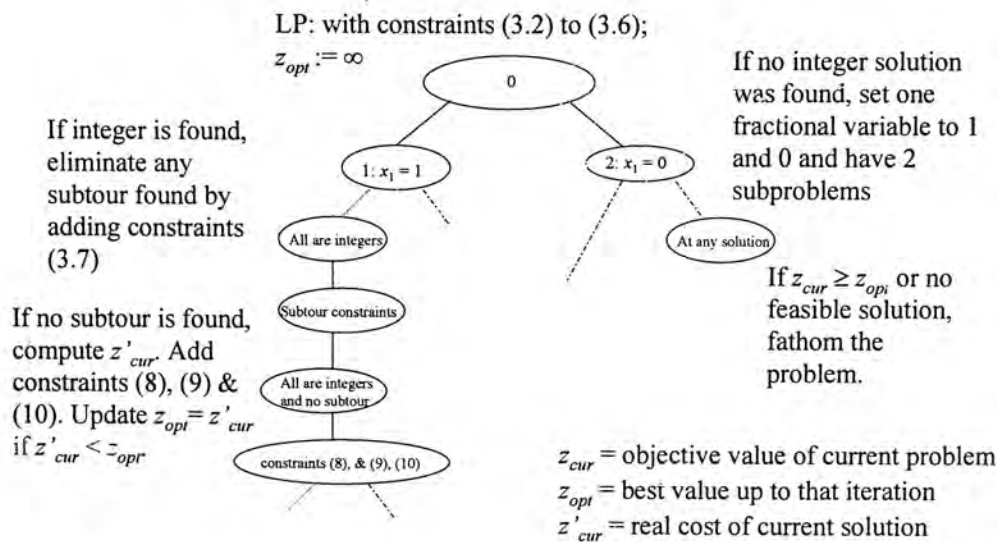 LP: with constraints (3.2) to (3.6);
z_opt := ∞
0
If no integer solution
was found, set one
fractional variable to 1
and 0 and have 2
subproblems
If integer is found,
eliminate any
subtour found by
adding constraints
(3.7)
1: x₁ = 1
2: x₁ = 0
All are integers
At any solution
If z_cur ≥ z_opt or no
feasible solution,
fathom the
problem.
Subtour constraints
If no subtour is found,
compute z'_cur. Add
constraints (8), (9) &
(10). Update z_opt = z'_cur
if z'_cur < z_opt.
All are integers
and no subtour
constraints (8), & (9), (10)
z_cur = objective value of current problem
z_opt = best value up to that iteration
z'_cur = real cost of current solution